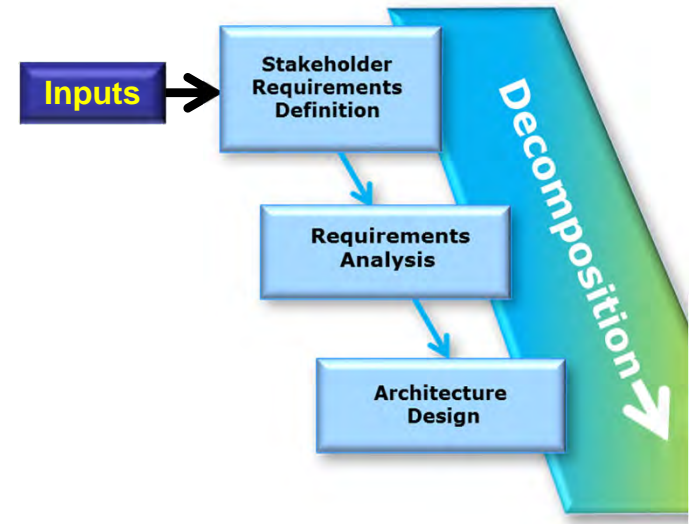 Inputs
Stakeholder
Requirements
Definition
Requirements
Analysis
Architecture
Design
Decomposition